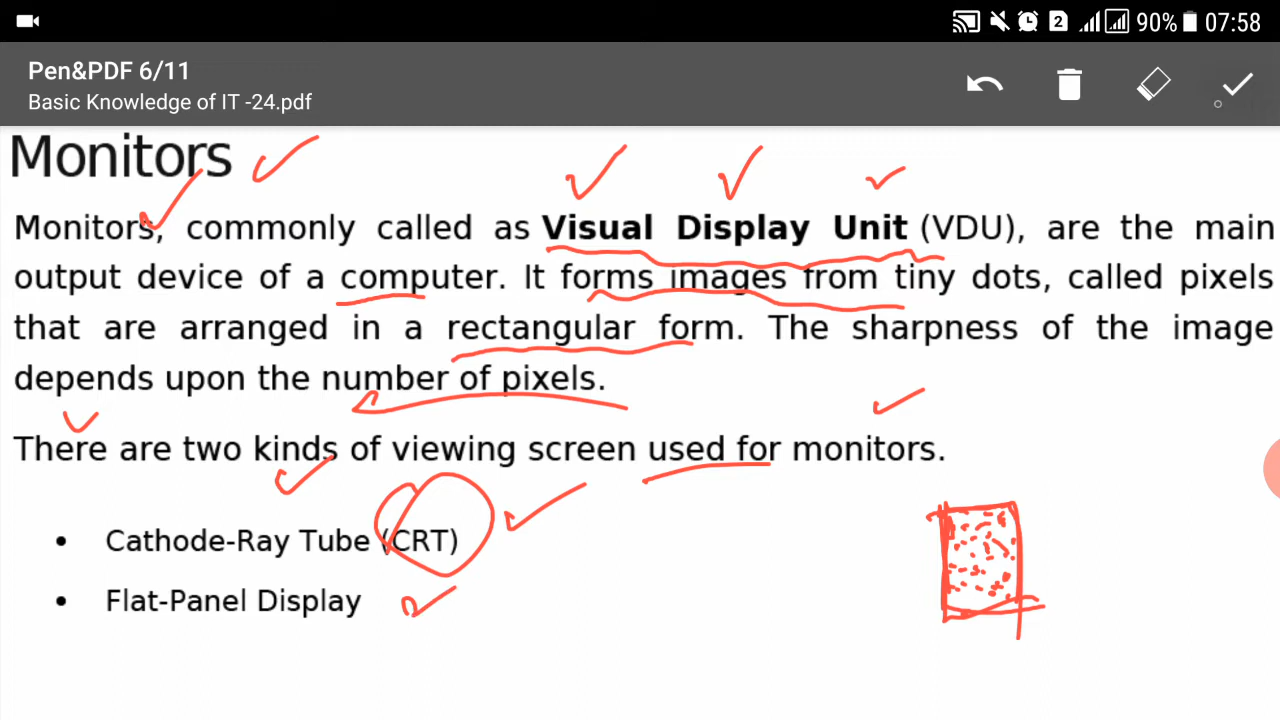 2 90% 07:58
Pen&PDF 6/11
Basic Knowledge of IT -24.pdf
Monitors
Monitors, commonly called as Visual Display Unit (VDU), are the main
output device of a computer. It forms images from tiny dots, called pixels
that are arranged in a rectangular form. The sharpness of the image
depends upon the number of pixels.
There are two kinds of viewing screen used for monitors.
• Cathode-Ray Tube (CRT)
• Flat-Panel Display